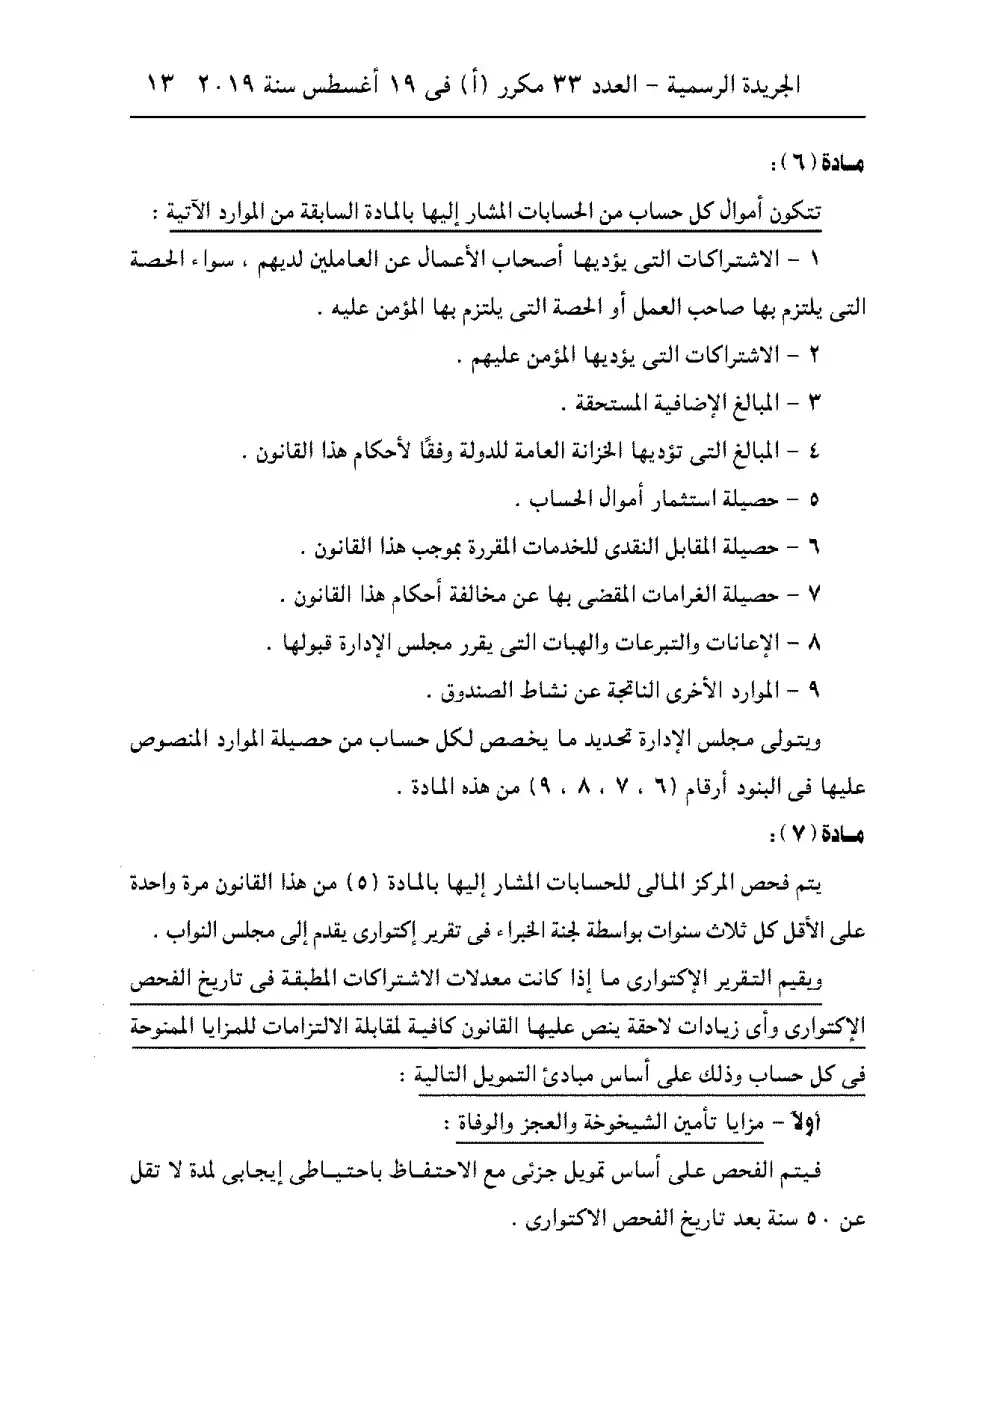 الجريدة الرسمية - العدد ٣٣ مكرر (أ) فى ١٩ أغسطس سنة ٢٠١٩ ١٣
مـادة (٦) :
تتكون أموال كل حساب من الحسابات المشار إليها بالمادة السابقة من الموارد الآتية :
١ - الاشتراكات التى يؤديها أصحاب الأعمال عن العاملين لديهم ، سواء الحصة
التى يلتزم بها صاحب العمل أو الحصة التى يلتزم بها المؤمن عليه .
٢ - الاشتراكات التى يؤديها المؤمن عليهم .
٣ - المبالغ الإضافية المستحقة .
٤ - المبالغ التى تؤديها الخزانة العامة للدولة وفقًا لأحكام هذا القانون .
٥ - حصيلة استثمار أموال الحساب .
٦ - حصيلة المقابل النقدى للخدمات المقررة بموجب هذا القانون .
٧ - حصيلة الغرامات المقضى بها عن مخالفة أحكام هذا القانون .
٨ - الإعانات والتبرعات والهبات التى يقرر مجلس الإدارة قبولها .
٩ - الموارد الأخرى الناتجة عن نشاط الصندوق .
ويتولى مجلس الإدارة تحديد ما يخصص لكل حساب من حصيلة الموارد المنصوص
عليها فى البنود أرقام (٦ ، ٧ ، ٨ ، ٩) من هذه المادة .
مـادة (٧) :
يتم فحص المركز المالى للحسابات المشار إليها بالمادة (٥) من هذا القانون مرة واحدة
على الأقل كل ثلاث سنوات بواسطة لجنة الخبراء فى تقرير إكتوارى يقدم إلى مجلس النواب .
ويقيم التقرير الإكتوارى ما إذا كانت معدلات الاشتراكات المطبقة فى تاريخ الفحص
الإكتوارى وأى زيادات لاحقة ينص عليها القانون كافية لمقابلة الالتزامات للمزايا الممنوحة
فى كل حساب وذلك على أساس مبادئ التمويل التالية :
أولاً - مزايا تأمين الشيخوخة والعجز والوفاة :
فيتم الفحص على أساس تمويل جزئى مع الاحتفاظ باحتياطى إيجابى لمدة لا تقل
عن ٥٠ سنة بعد تاريخ الفحص الاكتوارى .